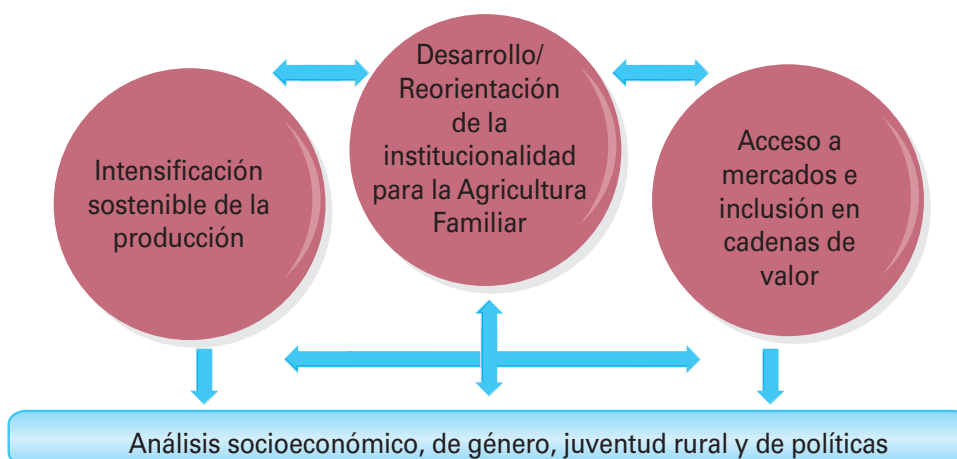 Intensificación
sostenible de la
producción
Desarrollo/
Reorientación
de la
institucionalidad
para la Agricultura
Familiar
Acceso a
mercados e
inclusión en
cadenas de
valor
Análisis socioeconómico, de género, juventud rural y de políticas